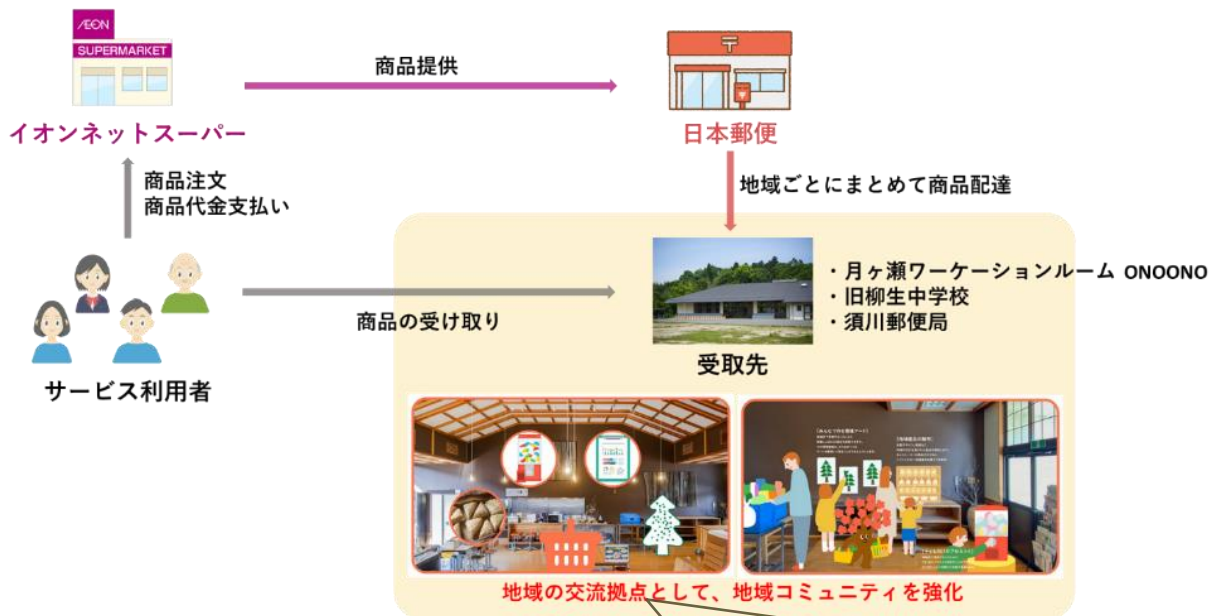 ÆON
SUPERMARKET
イオンネットスーパー
商品提供
日本郵便
商品注文
商品代金支払い
地域ごとにまとめて商品配達
サービス利用者
商品の受け取り
・月ヶ瀬ワーケーションルーム ONOONO
・旧柳生中学校
・須川郵便局
受取先
地域の交流拠点として、地域コミュニティを強化